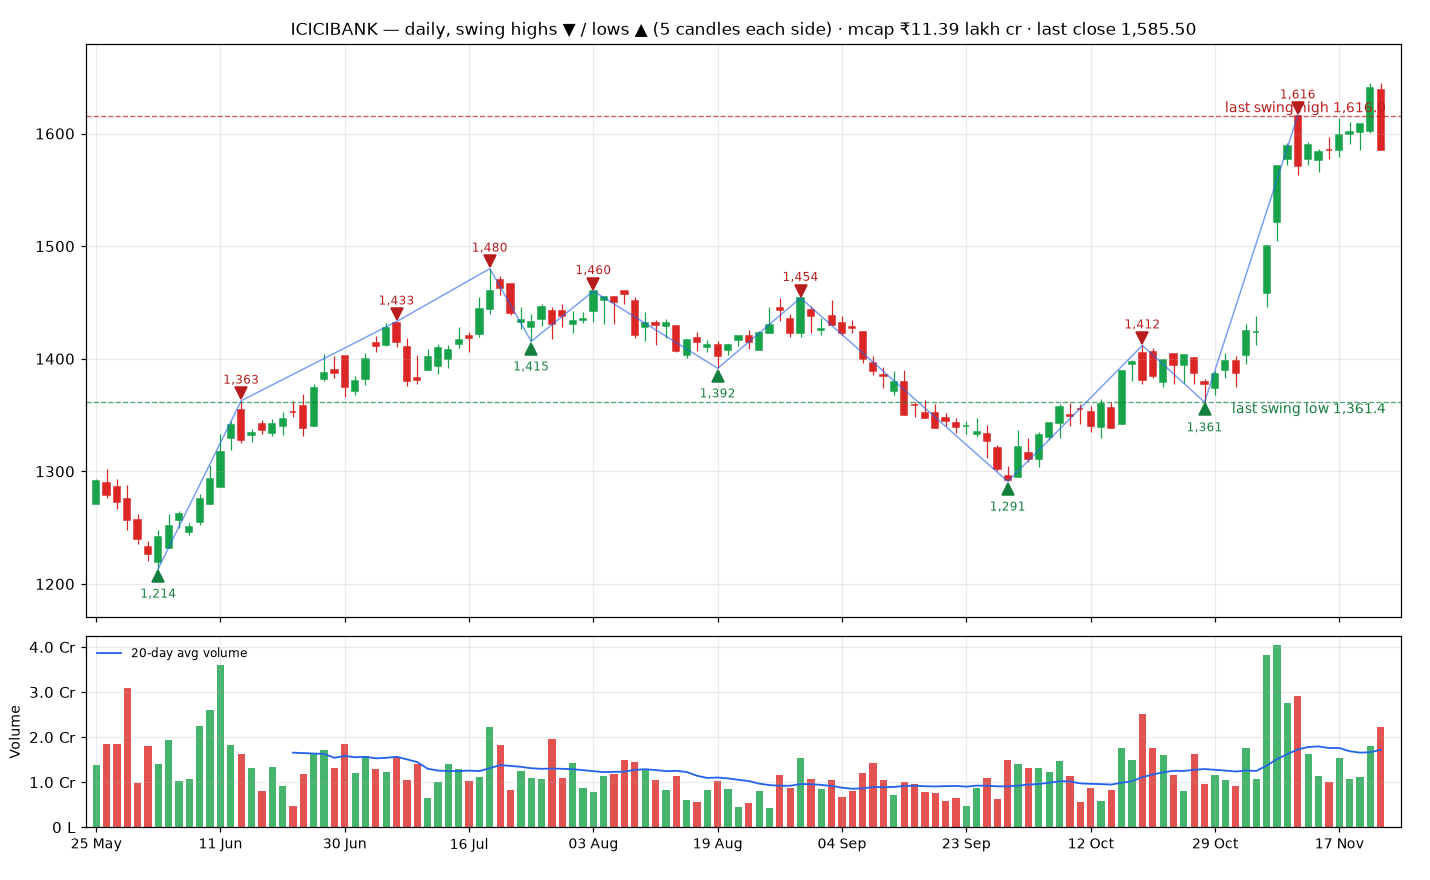 ICICIBANK — daily, swing highs ▼ / lows ▲ (5 candles each side) · mcap ₹11.39 lakh cr · last close 1,585.50
1600
1500
1400
1300
1200
1,214
1,363
1,433
1,480
1,415
1,460
1,392
1,454
1,291
1,412
1,361
1,616
last swing high 1,616.0
last swing low 1,361.4
Volume
4.0 Cr
3.0 Cr
2.0 Cr
1.0 Cr
0 L
20-day avg volume
25 May 11 Jun 30 Jun 16 Jul 03 Aug 19 Aug 04 Sep 23 Sep 12 Oct 29 Oct 17 Nov